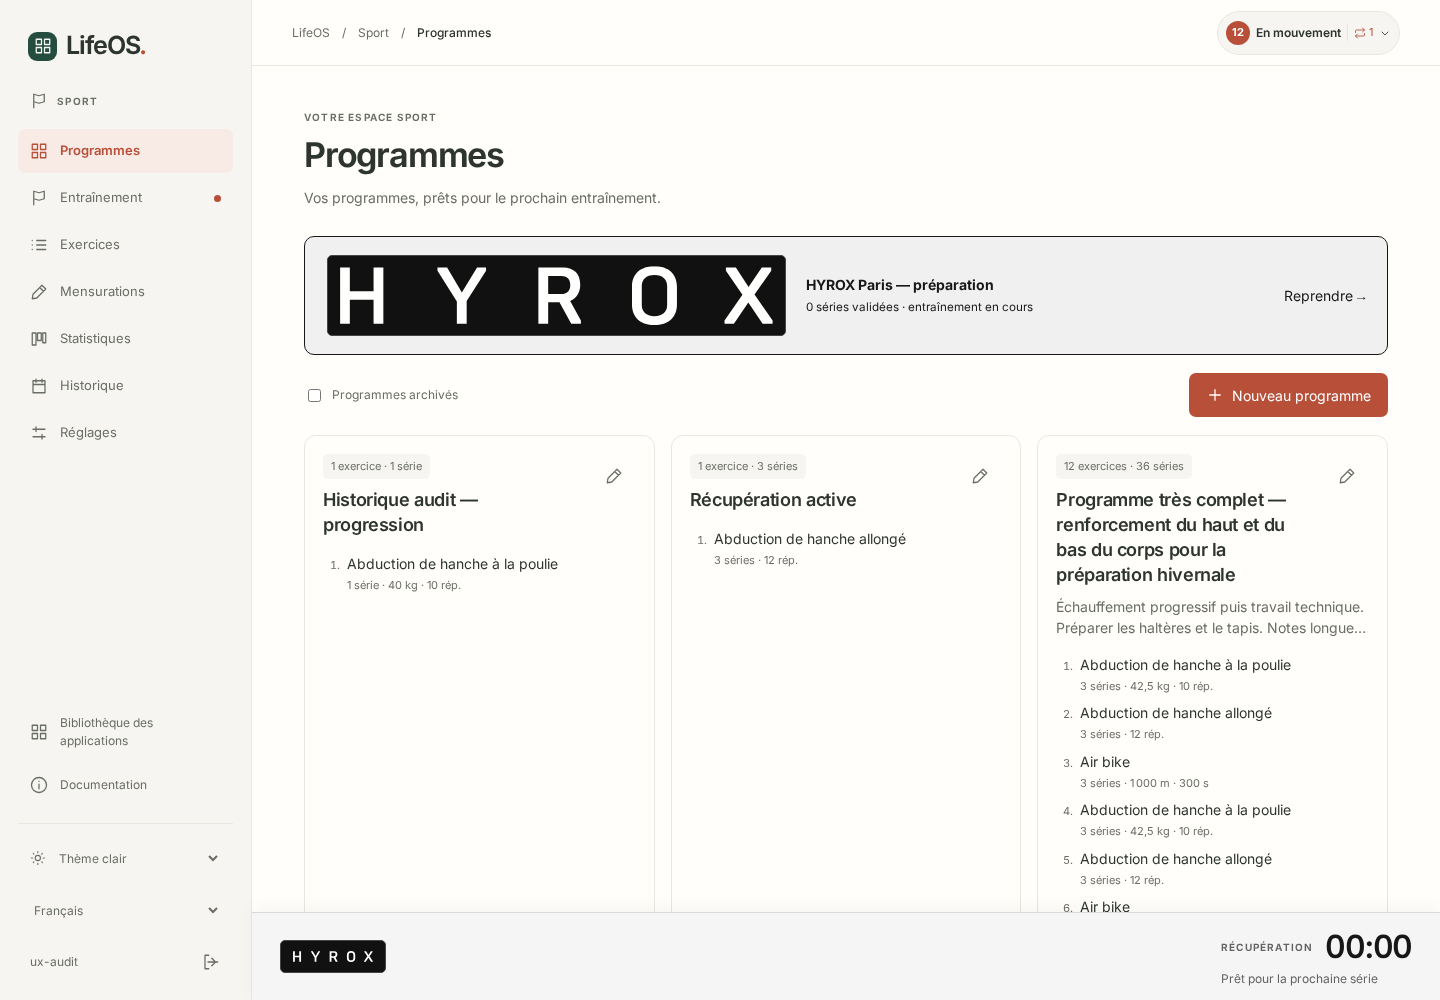 LifeOS.
SPORT
Programmes
Entraînement
Exercices
Mensurations
Statistiques
Historique
Réglages
Bibliothèque des
applications
Documentation
Thème clair
Français
ux-audit
LifeOS / Sport / Programmes
12 En mouvement 1
VOTRE ESPACE SPORT
Programmes
Vos programmes, prêts pour le prochain entraînement.
HYROX
HYROX Paris — préparation
0 séries validées · entraînement en cours
Reprendre →
Programmes archivés
Nouveau programme
1 exercice · 1 série
Historique audit —
progression
1. Abduction de hanche à la poulie
1 série · 40 kg · 10 rép.
1 exercice · 3 séries
Récupération active
1. Abduction de hanche allongé
3 séries · 12 rép.
12 exercices · 36 séries
Programme très complet —
renforcement du haut et du
bas du corps pour la
préparation hivernale
Échauffement progressif puis travail technique.
Préparer les haltères et le tapis. Notes longue...
1. Abduction de hanche à la poulie
3 séries · 42,5 kg · 10 rép.
2. Abduction de hanche allongé
3 séries · 12 rép.
3. Air bike
3 séries · 1 000 m · 300 s
4. Abduction de hanche à la poulie
3 séries · 42,5 kg · 10 rép.
5. Abduction de hanche allongé
3 séries · 12 rép.
6. Air bike
HYROX
RÉCUPÉRATION 00:00
Prêt pour la prochaine série